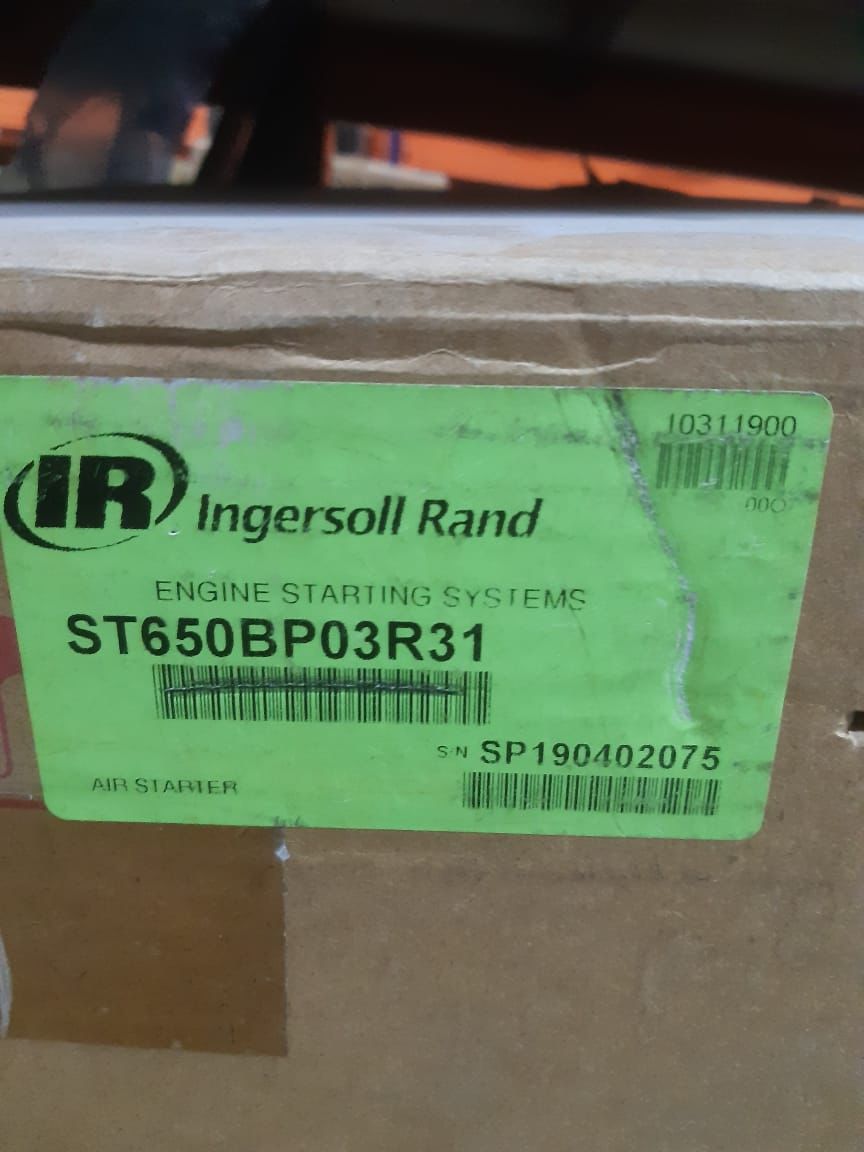 10311900
IR Ingersoll Rand
ENGINE STARTING SYSTEMS
ST650BP03R31
S/N SP190402075
AIR STARTER